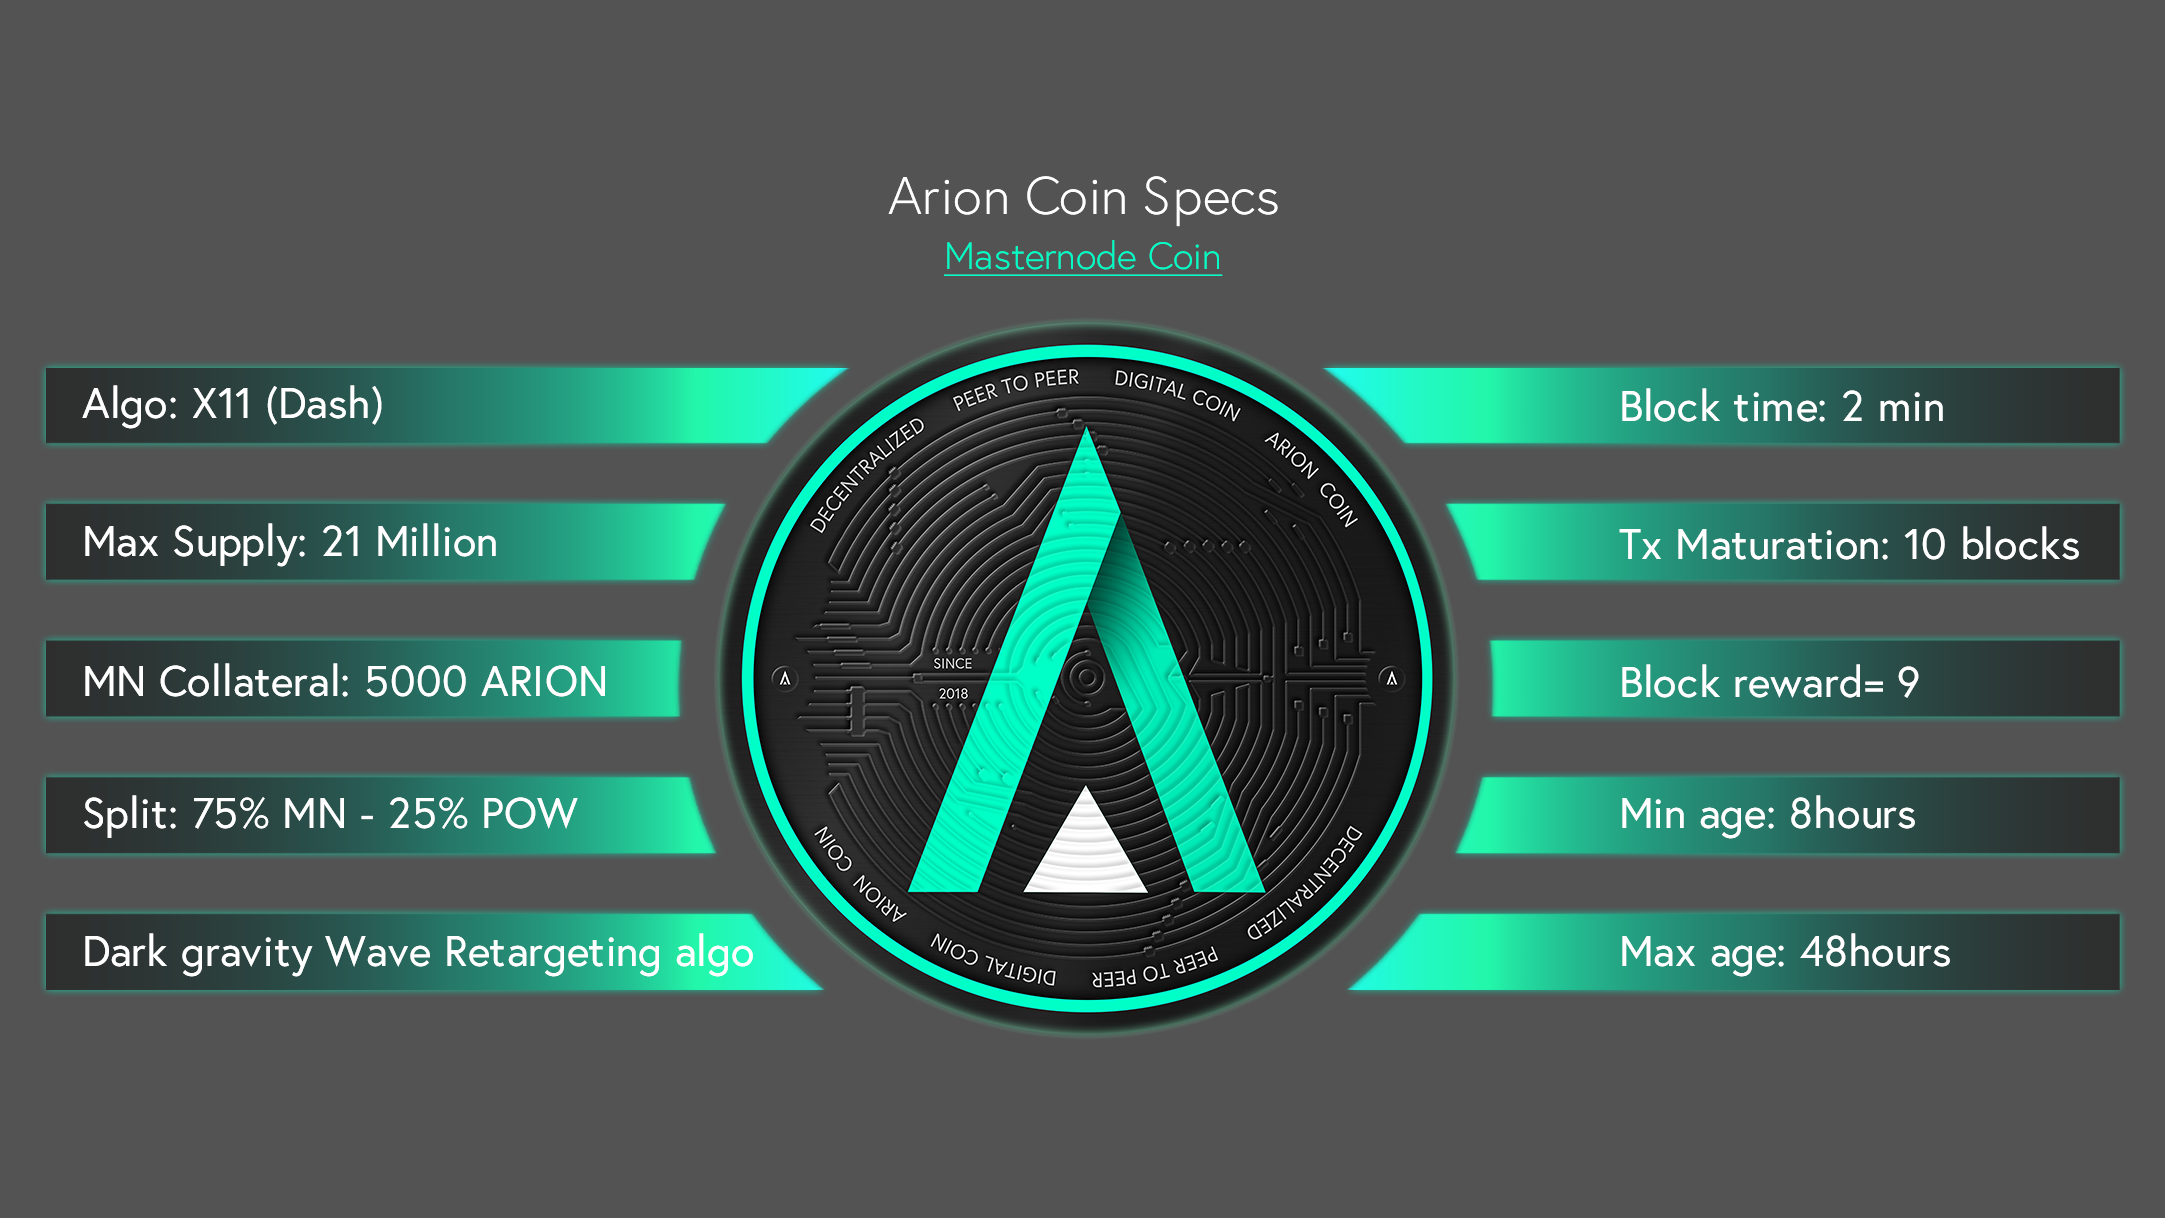 Arion Coin Specs
Masternode Coin
Algo: X11 (Dash)
Max Supply: 21 Million
MN Collateral: 5000 ARION
Split: 75% MN - 25% POW
Dark gravity Wave Retargeting algo
DECENTRALIZED
PEER TO PEER
DIGITAL COIN
ARION COIN
SINCE
2018
DECENTRALIZED
PEER TO PEER
DIGITAL COIN
ARION COIN
Block time: 2 min
Tx Maturation: 10 blocks
Block reward= 9
Min age: 8hours
Max age: 48hours